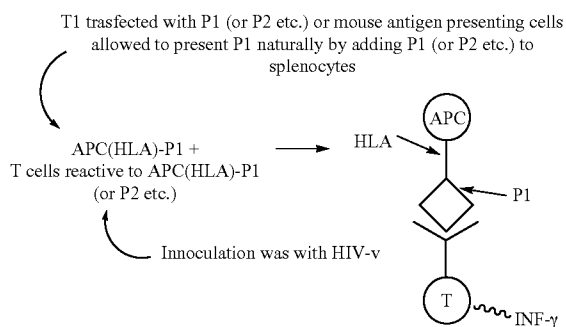 T1 trasfected with P1 (or P2 etc.) or mouse antigen presenting cells
allowed to present P1 naturally by adding P1 (or P2 etc.) to
splenocytes
APC
HLA
APC(HLA)-P1 +
T cells reactive to APC(HLA)-P1
(or P2 etc.)
P1
Innoculation was with HIV-v
T
INF-γ